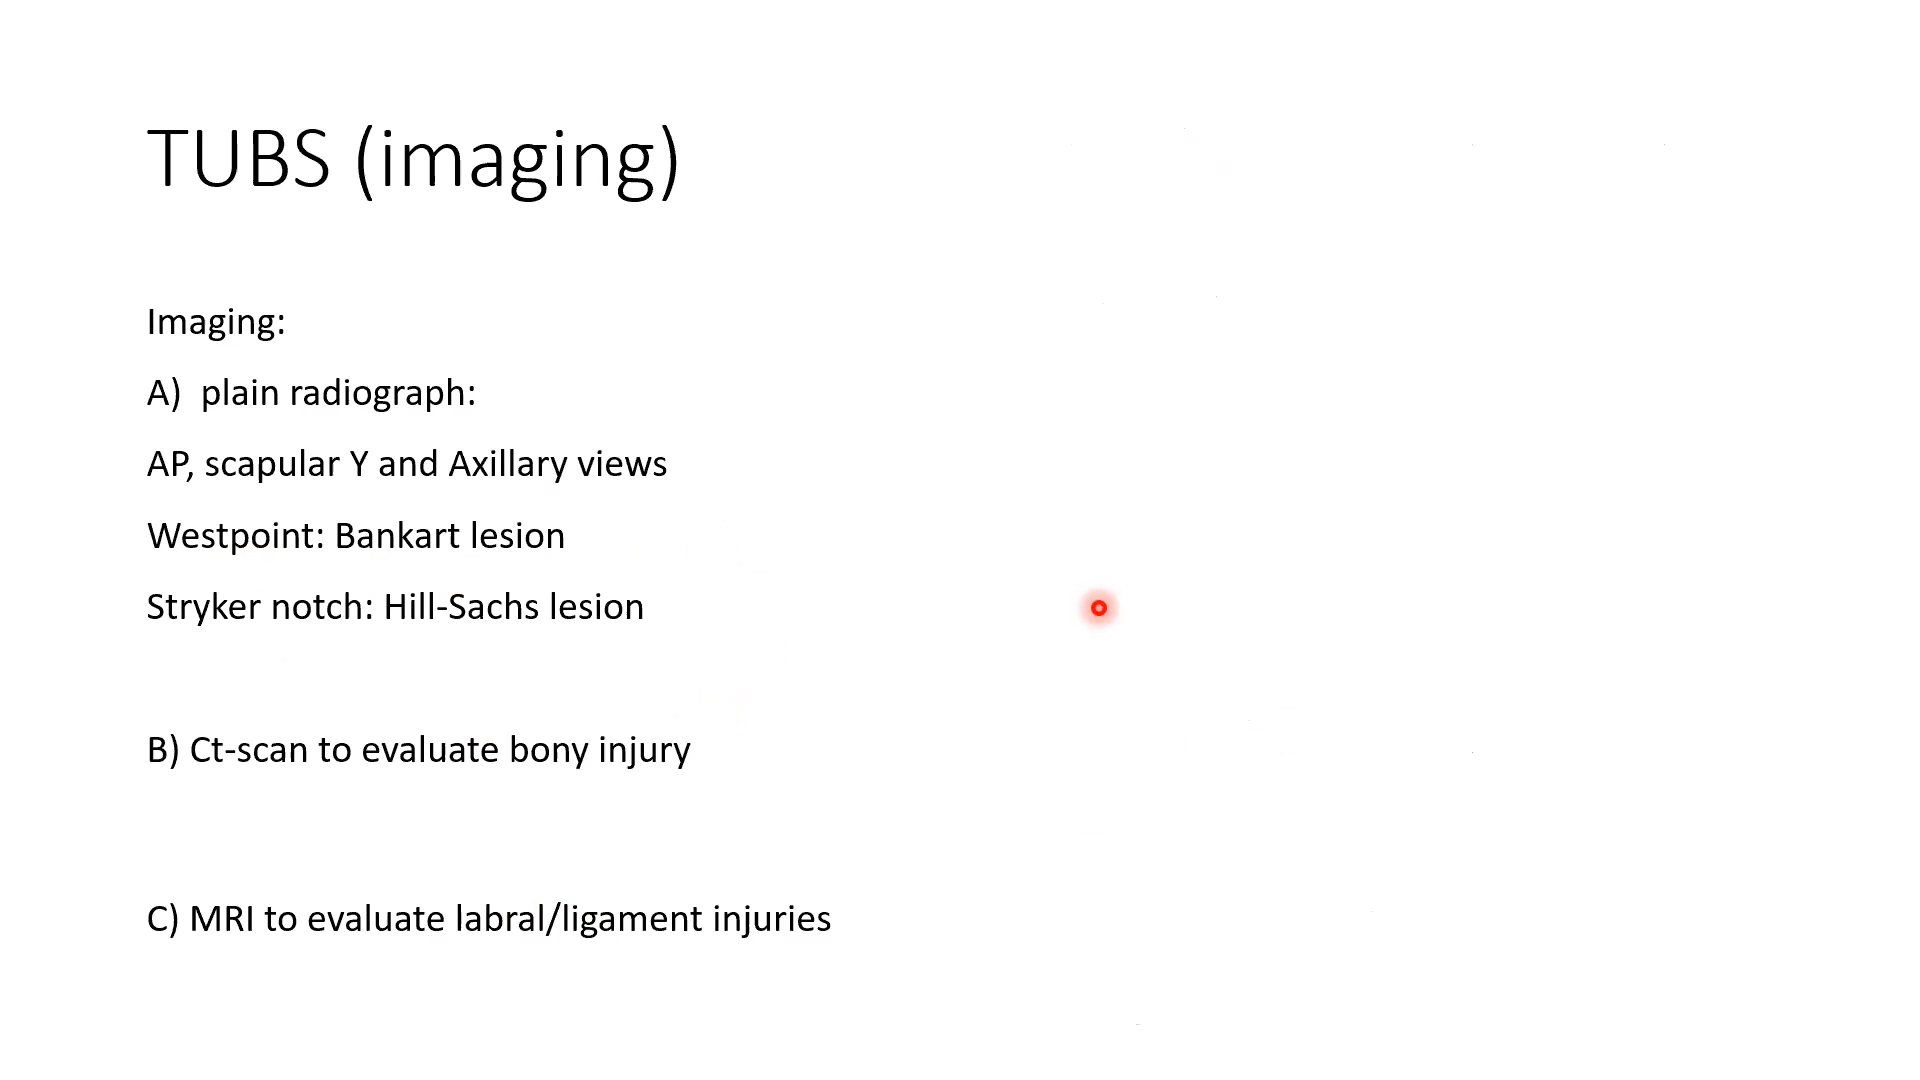 TUBS (imaging)
Imaging:
A) plain radiograph:
AP, scapular Y and Axillary views
Westpoint: Bankart lesion
Stryker notch: Hill-Sachs lesion
B) Ct-scan to evaluate bony injury
C) MRI to evaluate labral/ligament injuries